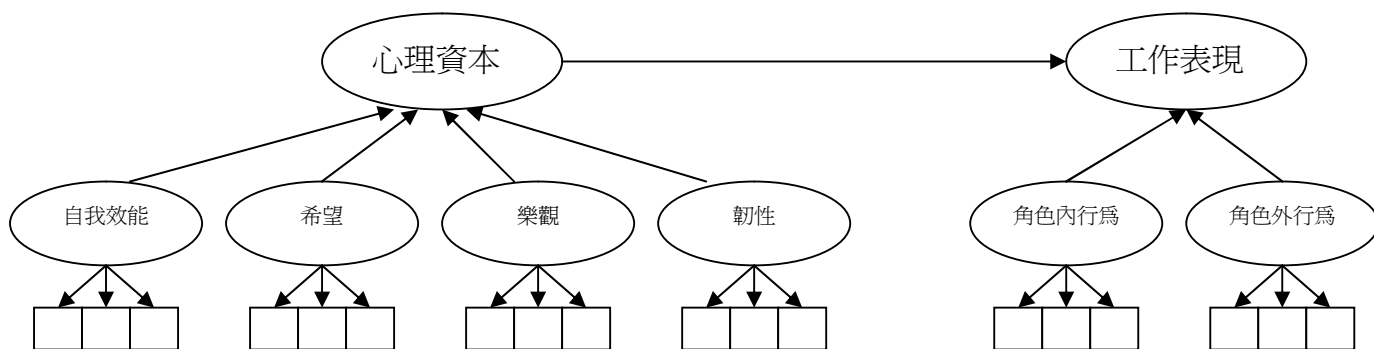 心理資本
工作表現
自我效能
希望
樂觀
韌性
角色內行爲
角色外行爲